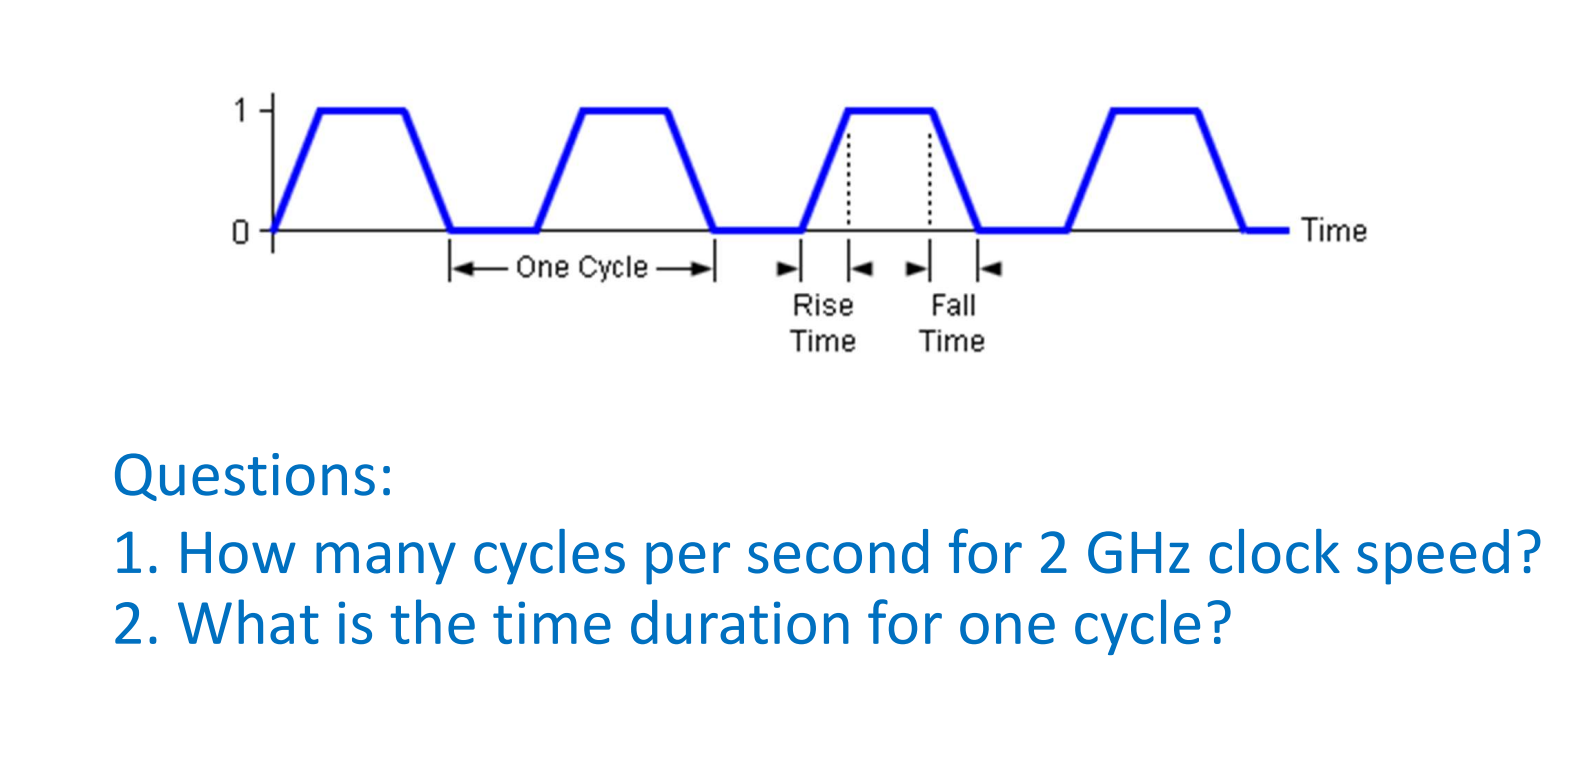 1
0
Time
One Cycle
Rise
Time
Fall
Time
Questions:
1. How many cycles per second for 2 GHz clock speed?
2. What is the time duration for one cycle?